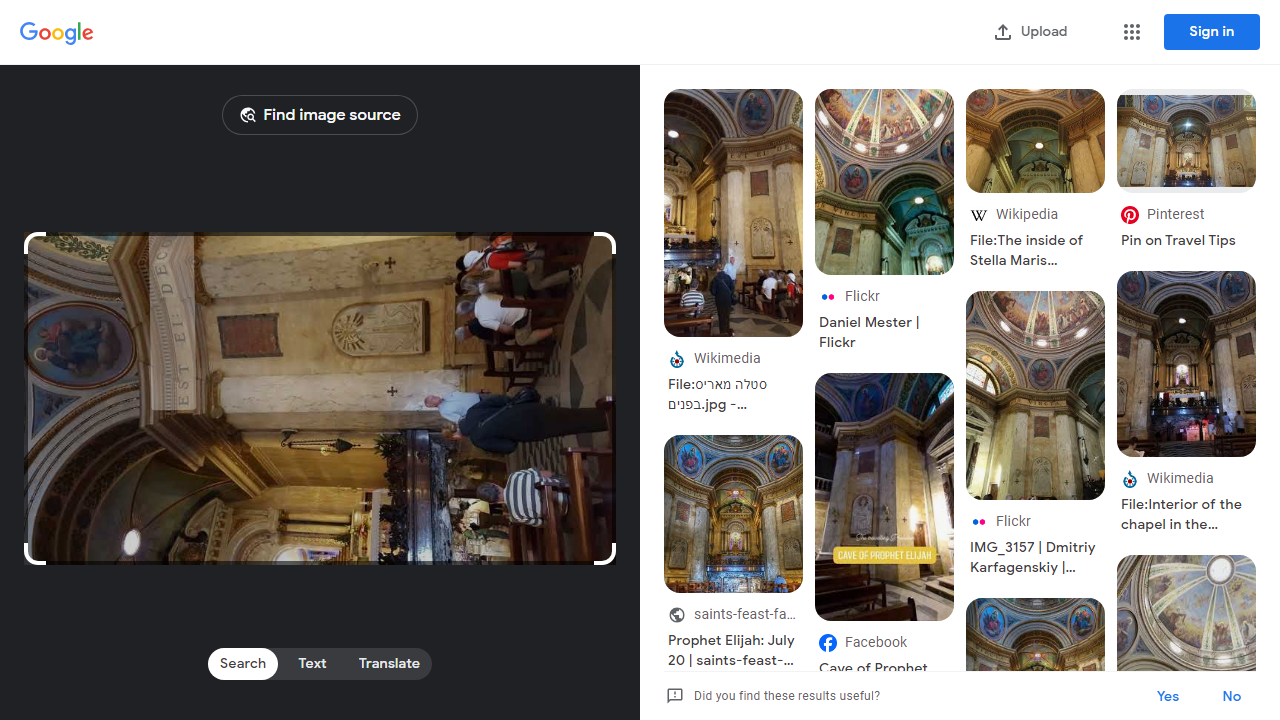 Google
Upload
Sign in
Find image source
EST EI: DEC
Search
Text
Translate
Wikimedia
File:סטלה מאריס
בפנים.jpg -...
saints-feast-fa...
Prophet Elijah: July
20 | saints-feast-...
Flickr
Daniel Mester |
Flickr
CAVE OF PROPHET ELIJAH
Facebook
Cave of Prophet
Wikipedia
File:The inside of
Stella Maris...
Flickr
IMG_3157 | Dmitriy
Karfagenskiy |...
Pinterest
Pin on Travel Tips
Wikimedia
File:Interior of the
chapel in the...
Did you find these results useful?
Yes
No